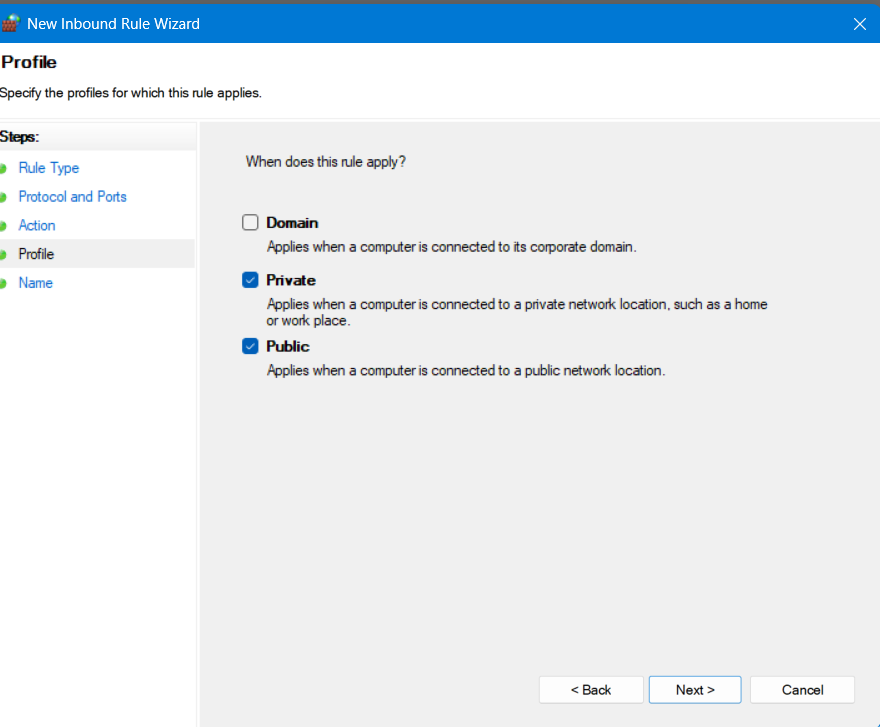 New Inbound Rule Wizard
Profile
Specify the profiles for which this rule applies.
Steps:
Rule Type
Protocol and Ports
Action
Profile
Name
When does this rule apply?
Domain
Applies when a computer is connected to its corporate domain.
Private
Applies when a computer is connected to a private network location, such as a home
or work place.
Public
Applies when a computer is connected to a public network location.
< Back
Next >
Cancel